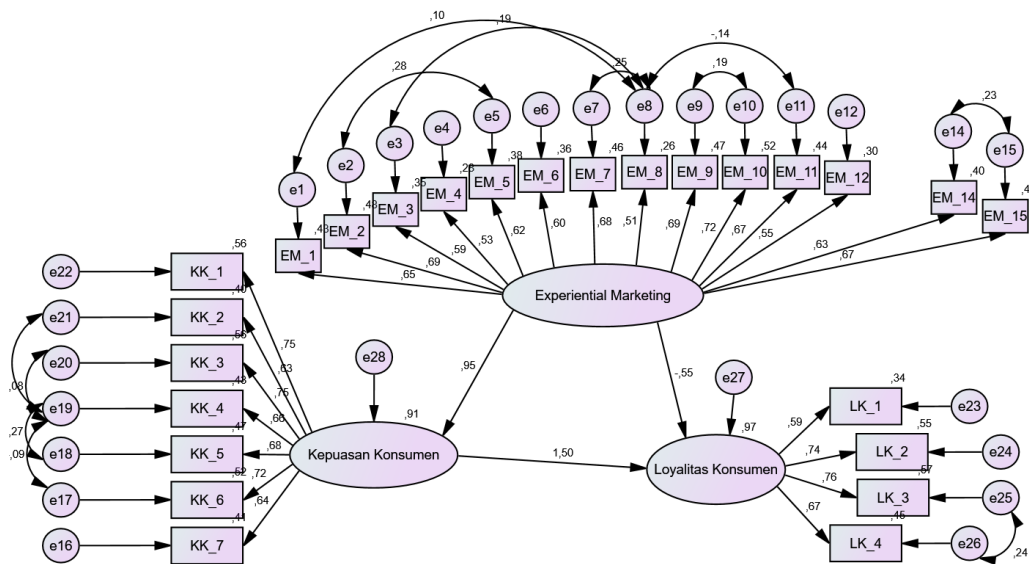 ,10
,19
-,14
,28
,25
,19
,23
e1
e2
e3
e4
e5
e6
e7
e8
e9
e10
e11
e12
e14
e15
,43
,48
,35
,28
,38
,36
,46
,26
,47
,52
,44
,30
,40
EM_1
EM_2
EM_3
EM_4
EM_5
EM_6
EM_7
EM_8
EM_9
EM_10
EM_11
EM_12
EM_14
EM_15
,65
,69
,59
,53
,62
,60
,68
,51
,69
,72
,67
,55
,63
,67
Experiential Marketing
,95
-,55
e22
KK_1
,56
e21
KK_2
,40
e20
KK_3
,56
e19
KK_4
,43
e18
KK_5
,47
e17
KK_6
,52
e16
KK_7
,41
,08
,27
,09
,75
,63
,75
,66
,68
,72
,64
e28
,91
Kepuasan Konsumen
1,50
e27
,97
Loyalitas Konsumen
,59
,74
,76
,67
LK_1
,34
e23
LK_2
,55
e24
LK_3
,57
e25
LK_4
,45
e26
,24